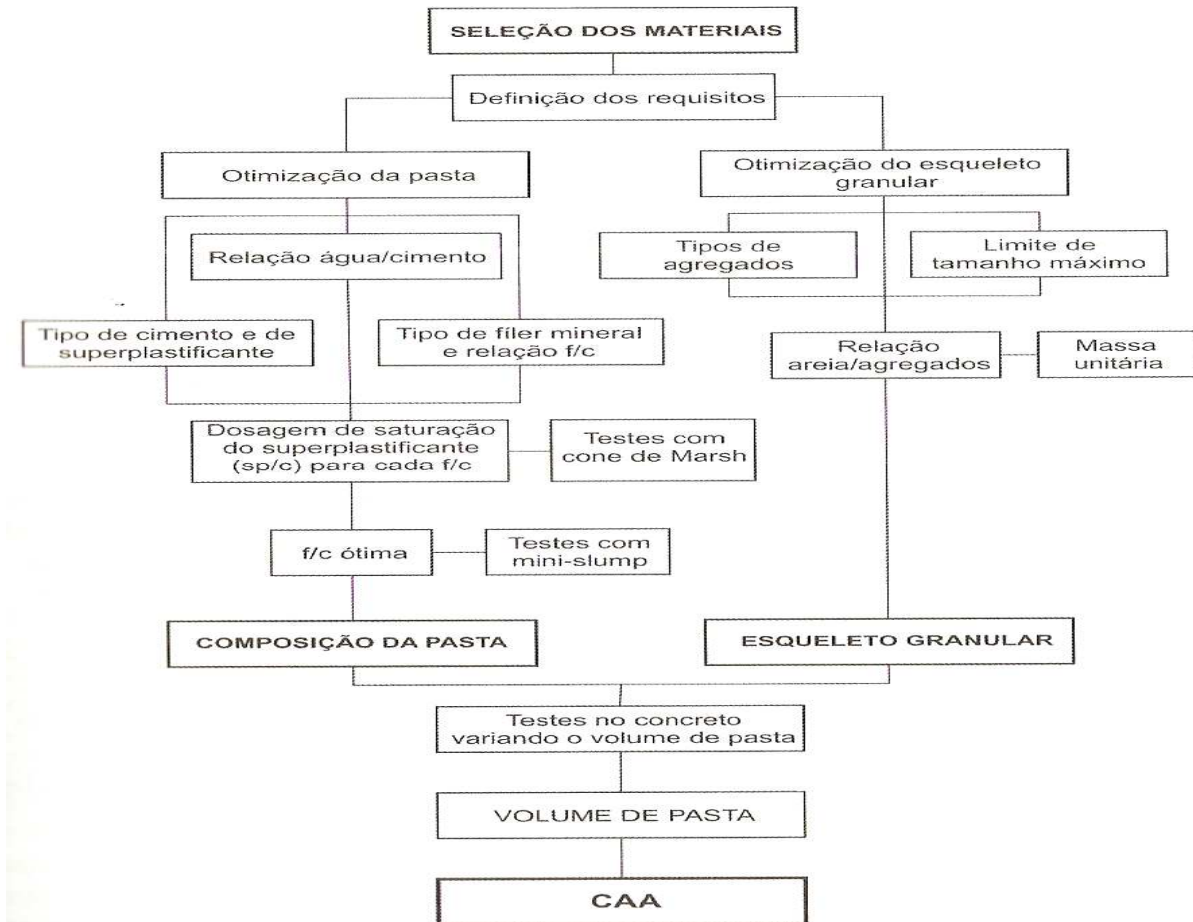 SELEÇÃO DOS MATERIAIS
Definição dos requisitos
Otimização da pasta
Otimização do esqueleto
granular
Relação água/cimento
Tipos de
agregados
Limite de
tamanho máximo
Tipo de cimento e de
superplastificante
Tipo de fíler mineral
e relação f/c
Relação
areia/agregados
Massa
unitária
Dosagem de saturação
do superplastificante
(sp/c) para cada f/c
Testes com
cone de Marsh
f/c ótima
Testes com
mini-slump
COMPOSIÇÃO DA PASTA
ESQUELETO GRANULAR
Testes no concreto
variando o volume de pasta
VOLUME DE PASTA
CAA